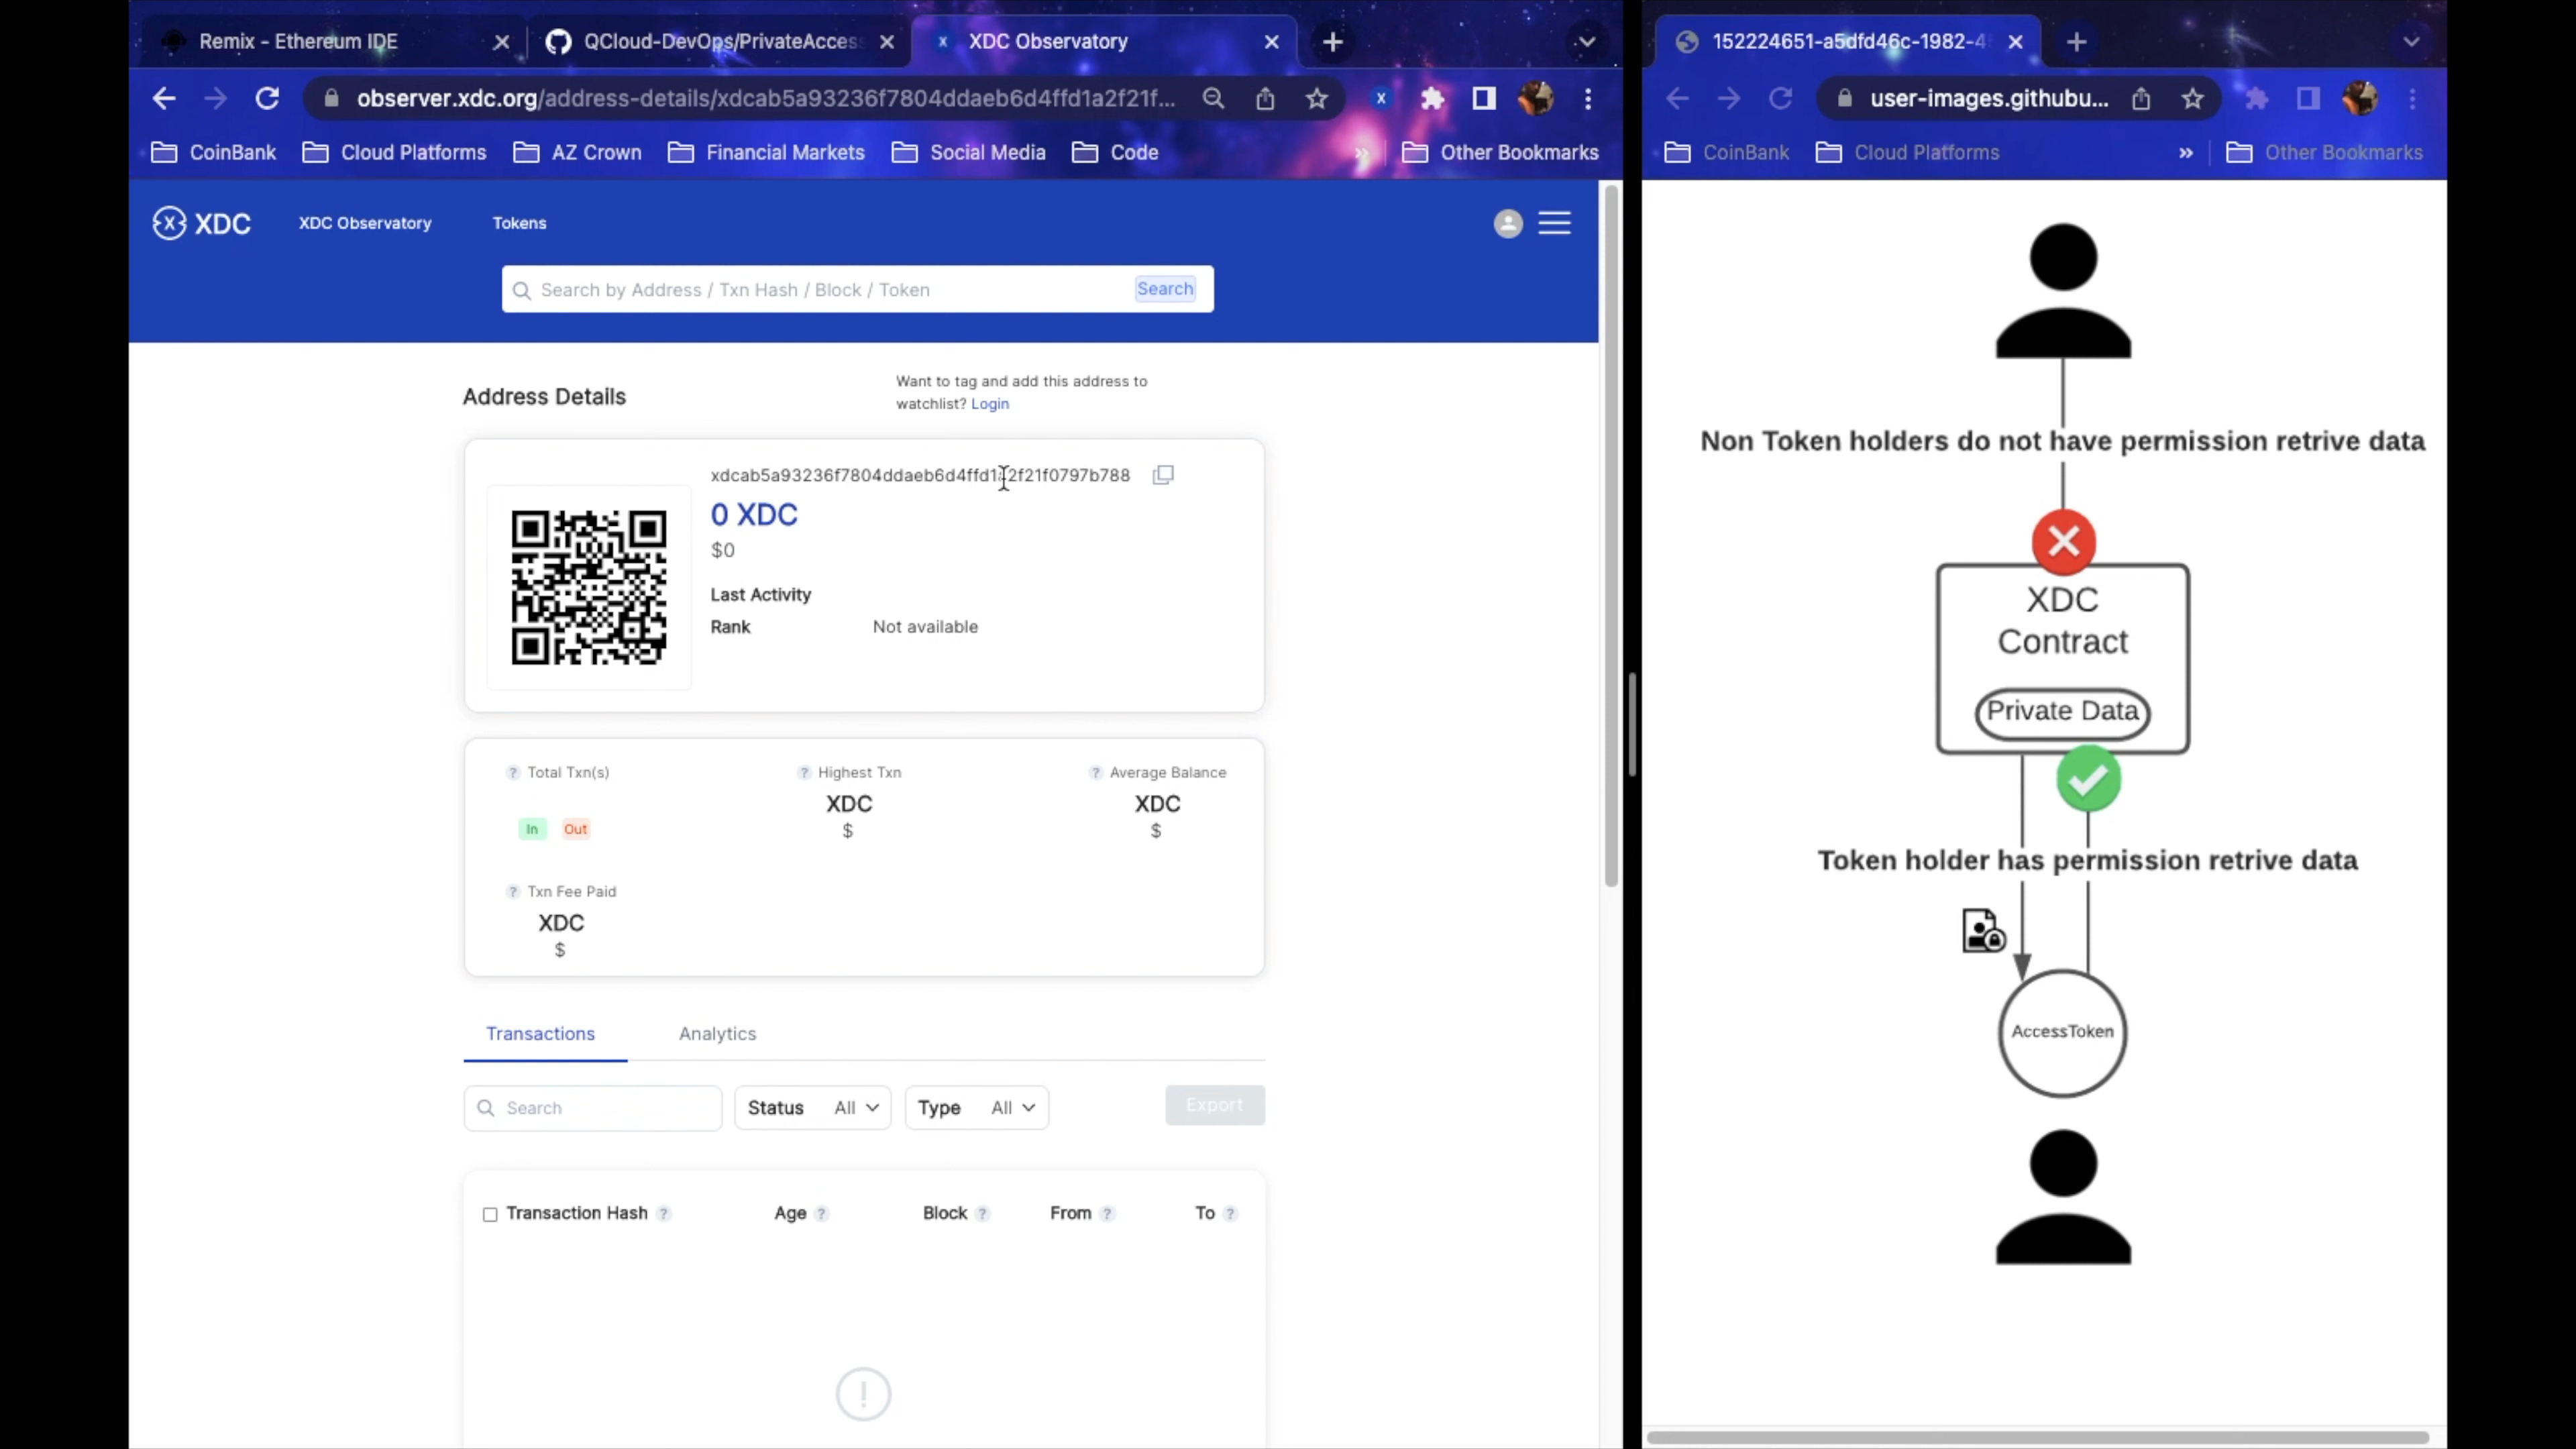 Remix - Ethereum IDE
QCloud-DevOps/PrivateAcces
XDC Observatory
observer.xdc.org/address-details/xdcab5a93236f7804ddaeb6d4ffd1a2f21f...
CoinBank
Cloud Platforms
AZ Crown
Financial Markets
Social Media
Code
Other Bookmarks
XDC
XDC Observatory
Tokens
Search by Address / Txn Hash / Block / Token
Search
Address Details
Want to tag and add this address to
watchlist? Login
xdcab5a93236f7804ddaeb6d4ffd1a2f21f0797b788
0 XDC
$0
Last Activity
Rank
Not available
Total Txn(s)
In
Out
Highest Txn
XDC
$
Average Balance
XDC
$
Txn Fee Paid
XDC
$
Transactions
Analytics
Search
Status All
Type All
Export
Transaction Hash
Age
Block
From
To
152224651-a5dfd46c-1982-4
user-images.githubu...
CoinBank
Cloud Platforms
Other Bookmarks
Non Token holders do not have permission retrive data
XDC
Contract
Private Data
Token holder has permission retrive data
AccessToken